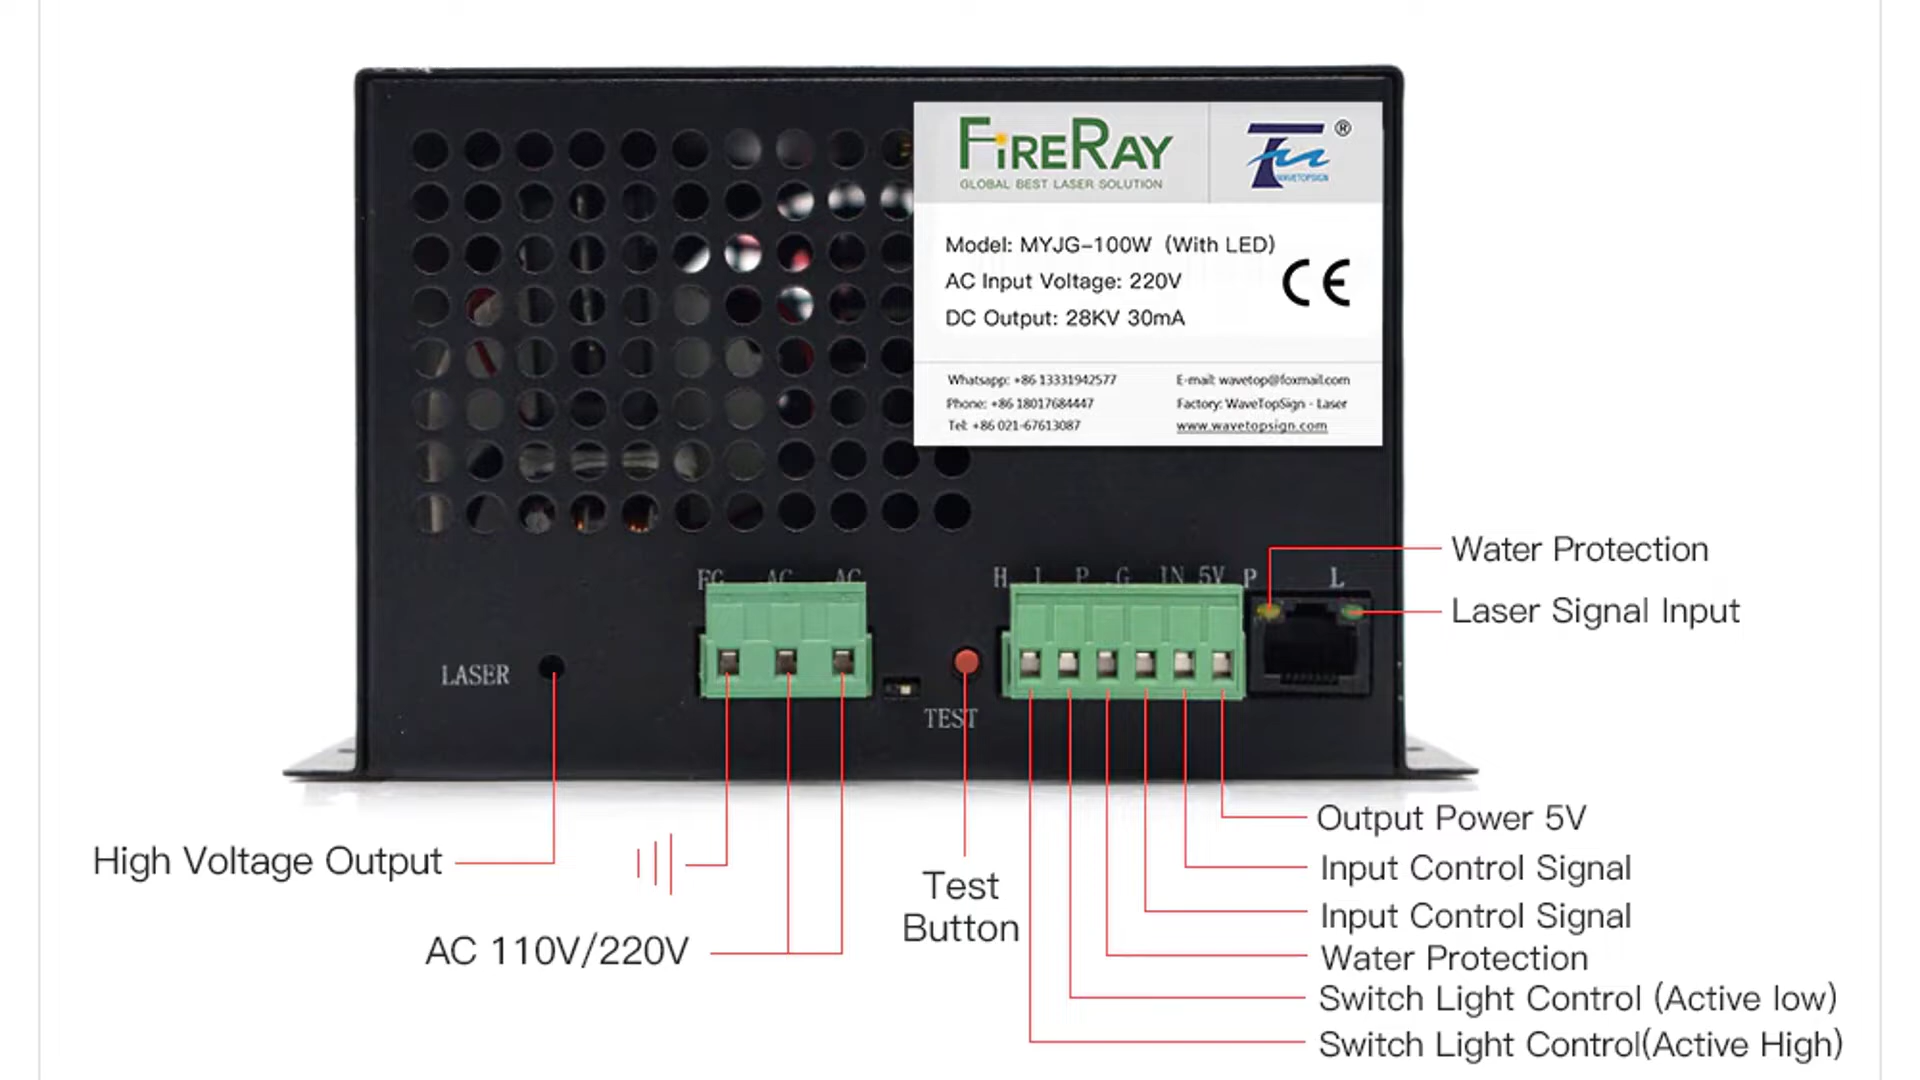 FIRERAY
GLOBAL BEST LASER SOLUTION
®
WAVETOPSIGN
Model: MYJG-100W (With LED)
AC Input Voltage: 220V
DC Output: 28KV 30mA
CE
Whatsapp: +86 13331942577
E-mail: wavetop@foxmail.com
Phone: +86 18017684447
Factory: WaveTopSign - Laser
Tel: +86 021-67613087
www.wavetopsign.com
Water Protection
FG AC AC
H L P G IN 5V P L
Laser Signal Input
LASER
TEST
Output Power 5V
High Voltage Output
Input Control Signal
Test
Button
Input Control Signal
AC 110V/220V
Water Protection
Switch Light Control (Active low)
Switch Light Control(Active High)